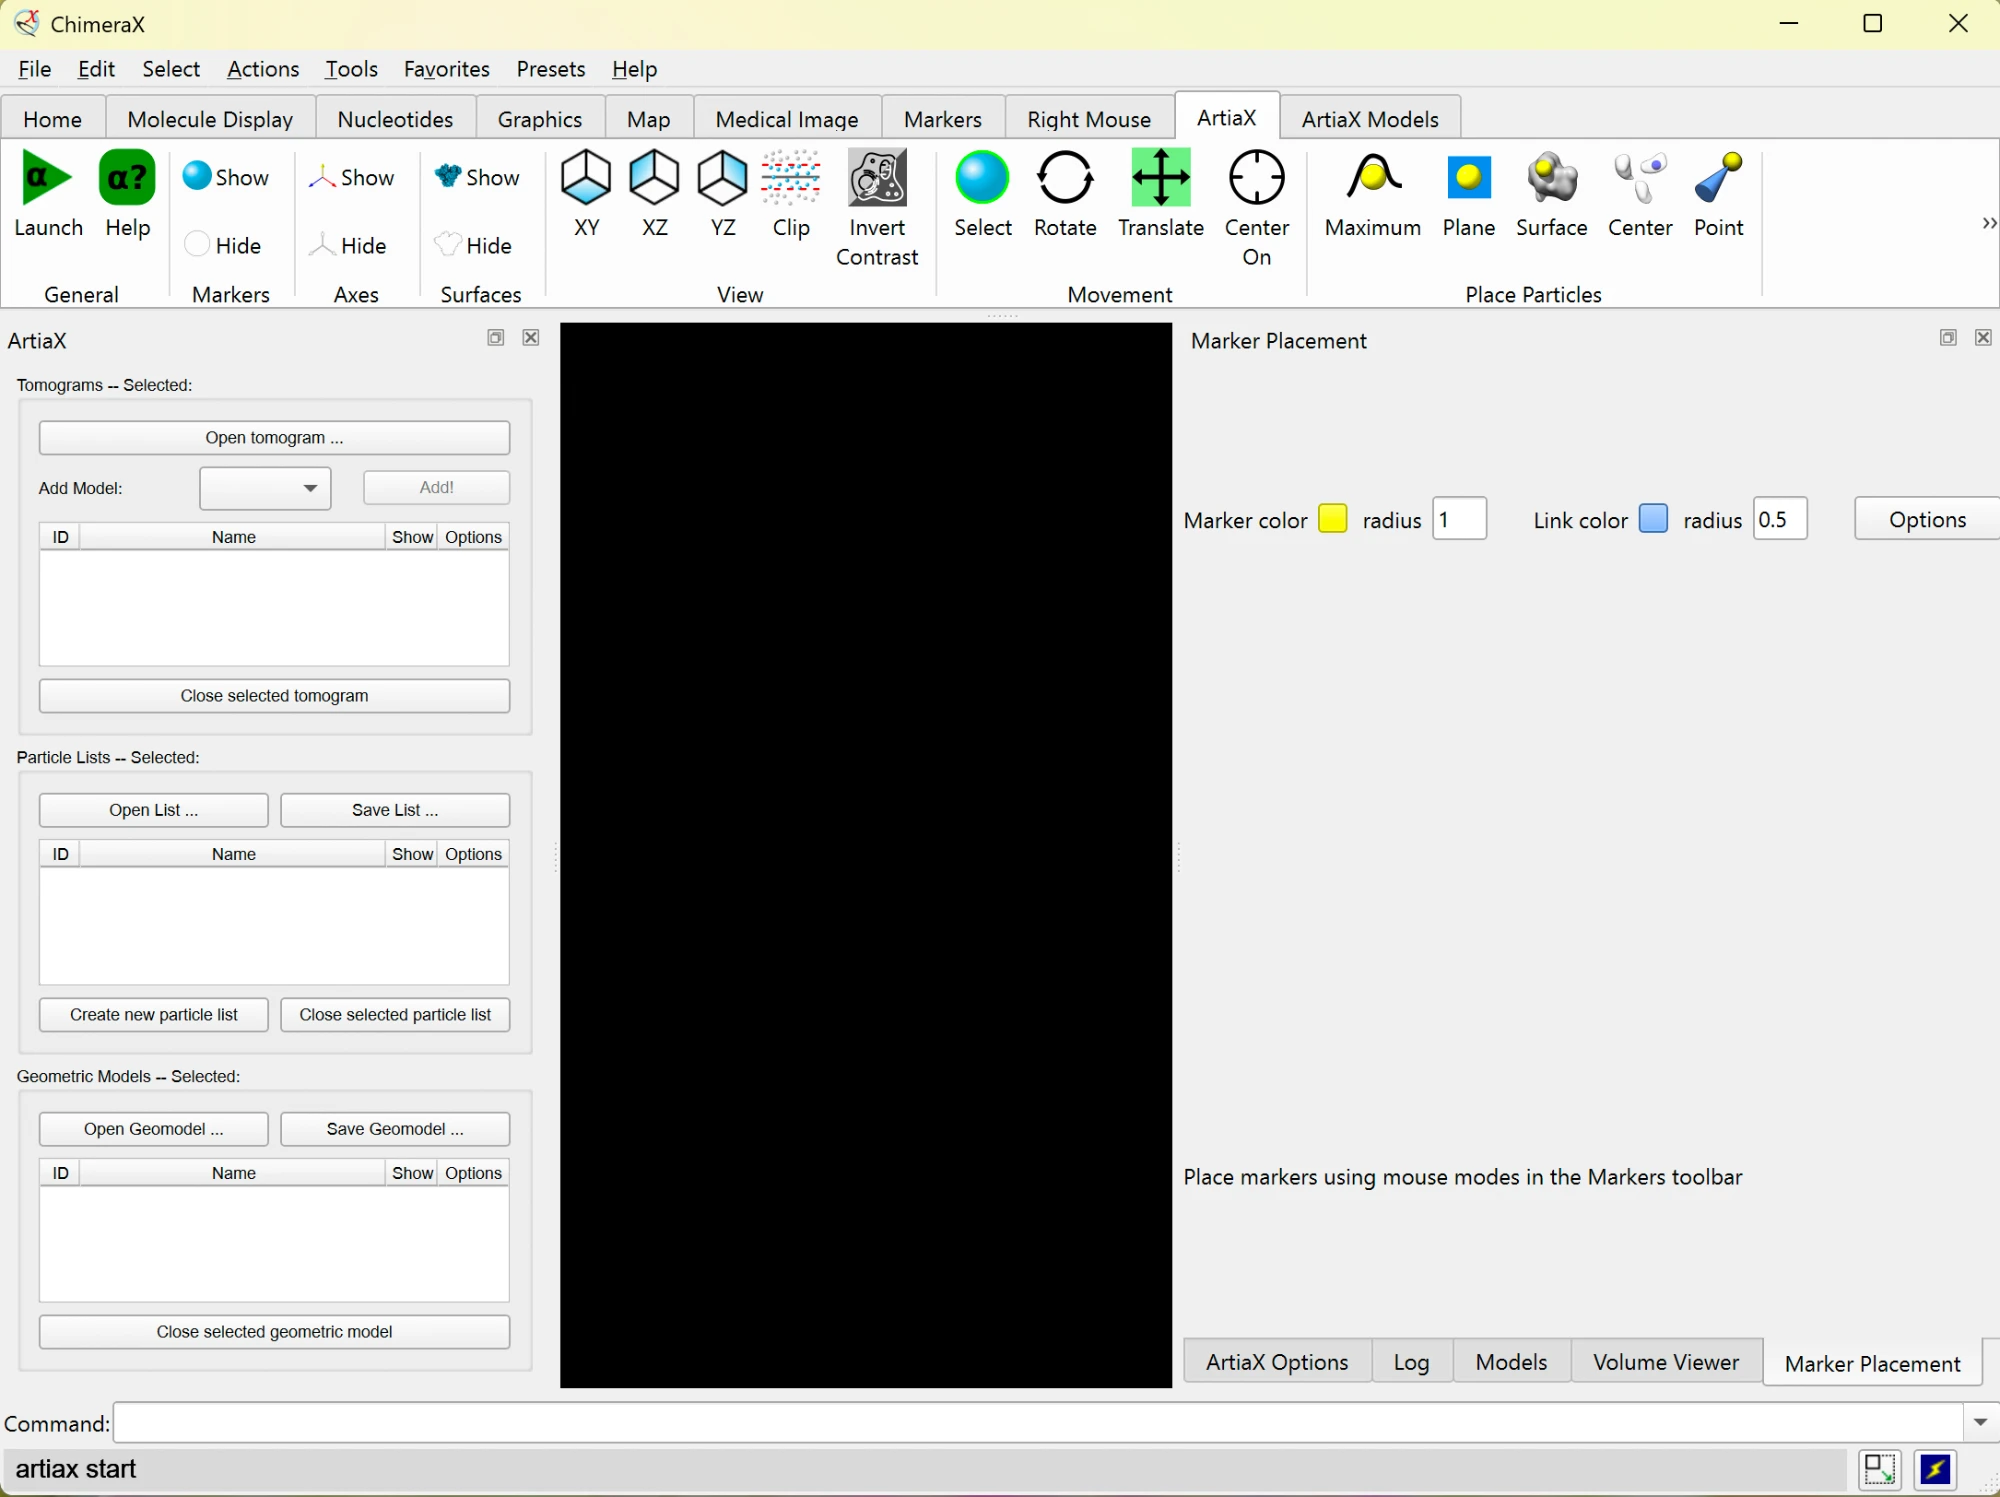 ChimeraX
File Edit Select Actions Tools Favorites Presets Help
Home Molecule Display Nucleotides Graphics Map Medical Image Markers Right Mouse ArtiaX ArtiaX Models
α α? Show Show Show
Launch Help XY XZ YZ Clip Invert Contrast Select Rotate Translate Center On Maximum Plane Surface Center Point
Hide Hide Hide
General Markers Axes Surfaces View Movement Place Particles
ArtiaX
Tomograms -- Selected:
Open tomogram ...
Add Model: Add!
ID Name Show Options
Close selected tomogram
Particle Lists -- Selected:
Open List ... Save List ...
ID Name Show Options
Create new particle list Close selected particle list
Geometric Models -- Selected:
Open Geomodel ... Save Geomodel ...
ID Name Show Options
Close selected geometric model
Marker Placement
Marker color radius 1 Link color radius 0.5 Options
Place markers using mouse modes in the Markers toolbar
ArtiaX Options Log Models Volume Viewer Marker Placement
Command:
artiax start